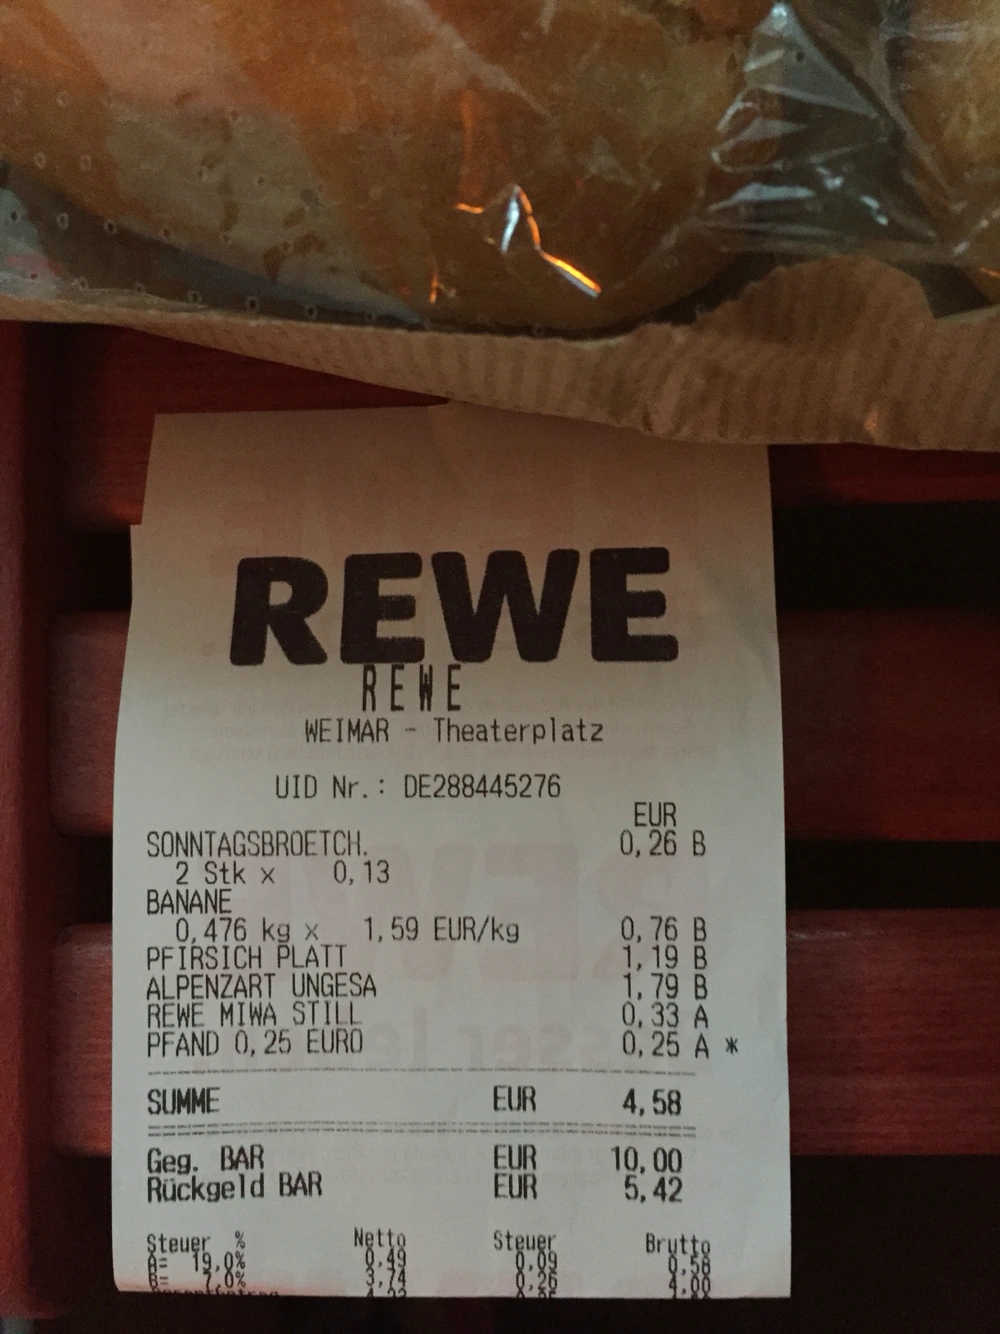 REWE
REWE
WEIMAR - Theaterplatz
UID Nr.: DE288445276
EUR
SONNTAGSBROETCH. 0,26 B
2 Stk x 0,13
BANANE
0,476 kg x 1,59 EUR/kg 0,76 B
PFIRSICH PLATT 1,19 B
ALPENZART UNGESA 1,79 B
REWE MIWA STILL 0,33 A
PFAND 0,25 EURO 0,25 A *
SUMME EUR 4,58
Geg. BAR EUR 10,00
Rückgeld BAR EUR 5,42
Steuer % Netto Steuer Brutto
A= 19,0% 0,49 0,09 0,58
B= 7,0% 3,74 0,26 4,00